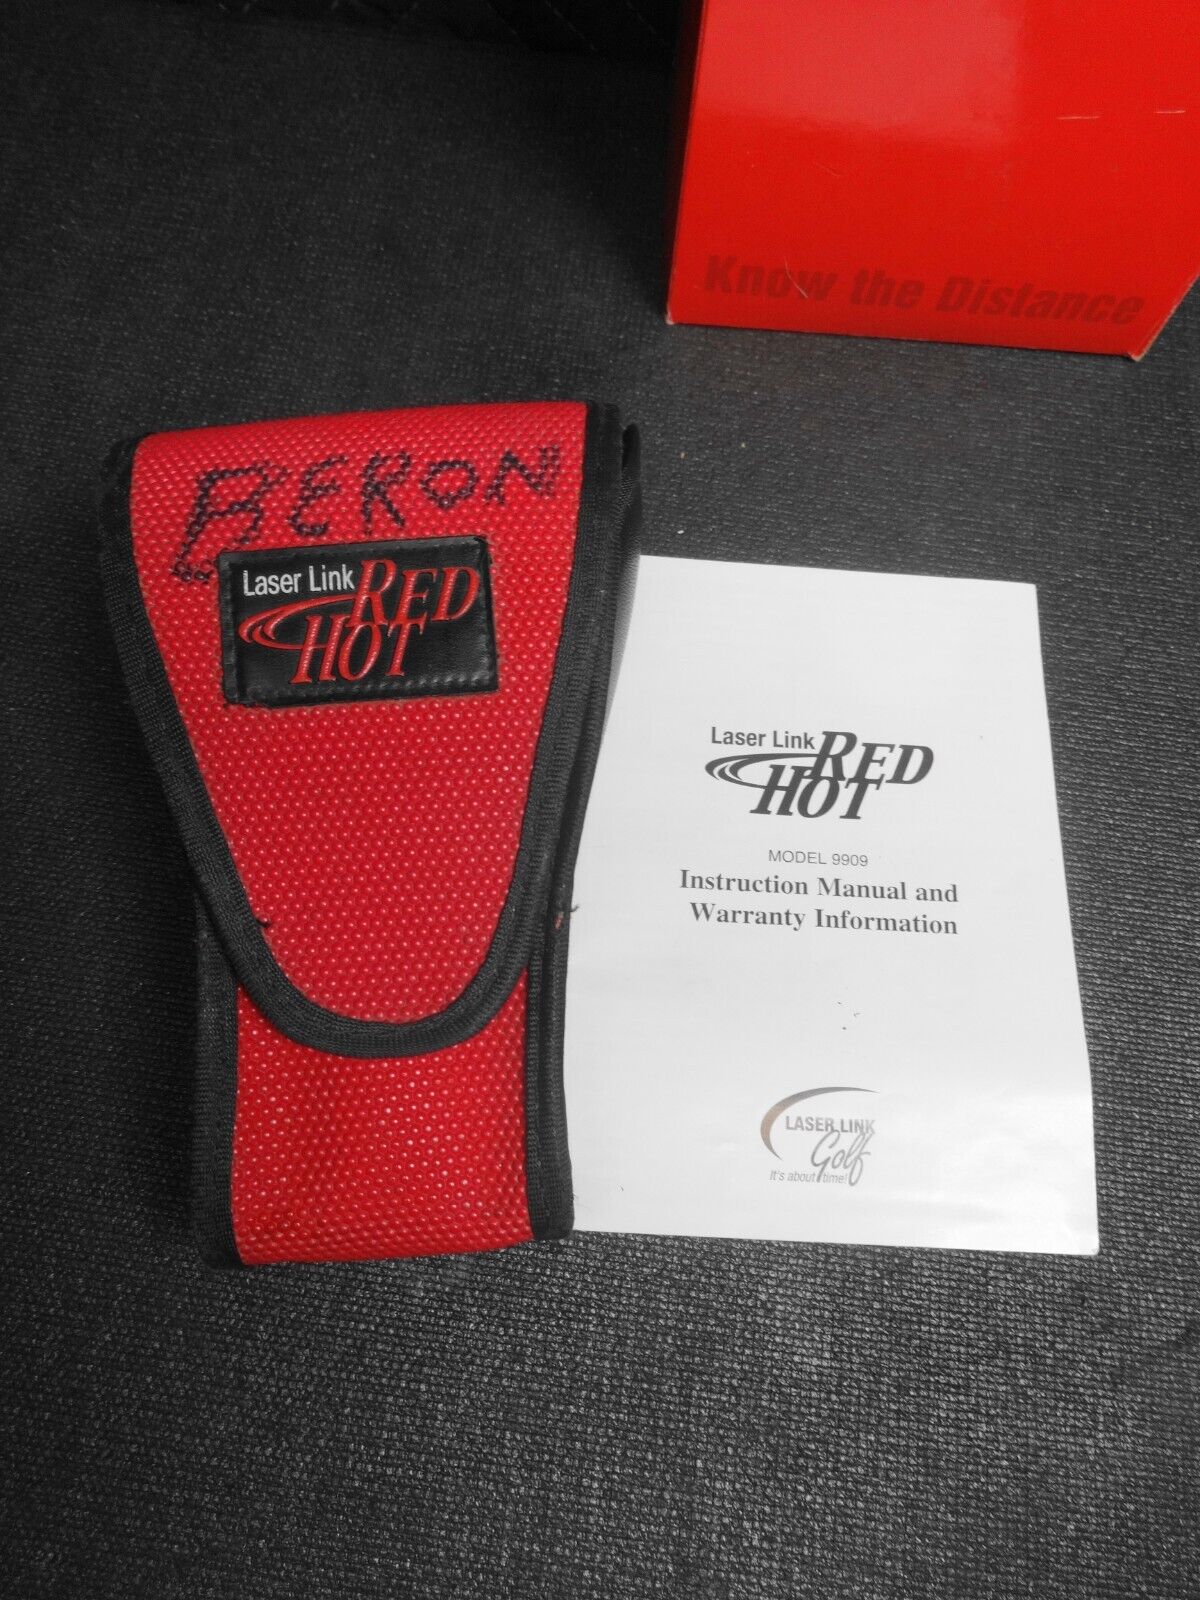 Know the Distance
BERON
Laser Link RED
HOT
Laser Link RED
HOT
MODEL 9909
Instruction Manual and
Warranty Information
LASER LINK
Golf
It's about time!